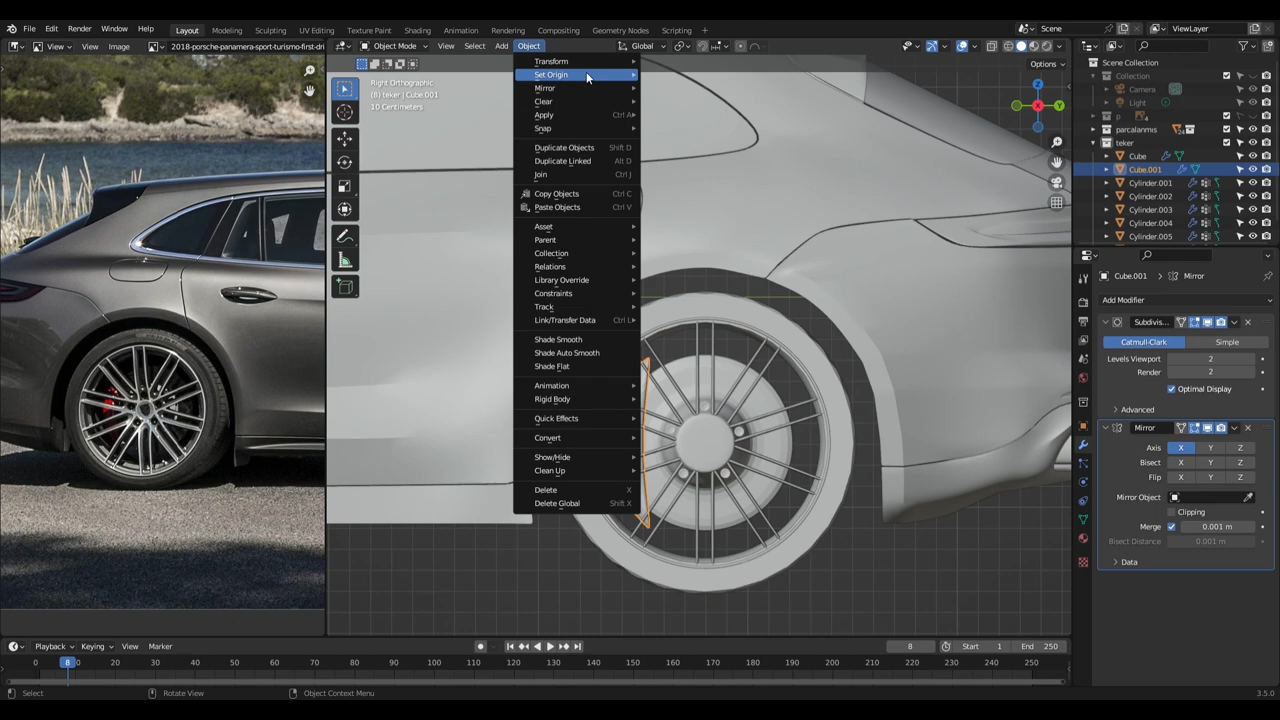 File Edit Render Window Help Layout Modeling Sculpting UV Editing Texture Paint Shading Animation Rendering Compositing Geometry Nodes Scripting + Scene ViewLayer
View View Image 2018-porsche-panamera-sport-turismo-first-dri Object Mode View Select Add Object Global
Options
Right Orthographic
(8) teker | Cube.001
10 Centimeters
Transform
Set Origin
Mirror
Clear
Apply Ctrl A
Snap
Duplicate Objects Shift D
Duplicate Linked Alt D
Join Ctrl J
Copy Objects Ctrl C
Paste Objects Ctrl V
Asset
Parent
Collection
Relations
Library Override
Constraints
Track
Link/Transfer Data Ctrl L
Shade Smooth
Shade Auto Smooth
Shade Flat
Animation
Rigid Body
Quick Effects
Convert
Show/Hide
Clean Up
Delete X
Delete Global Shift X
Z
Y
X
Scene Collection
Collection
Camera
Light
p 4
parcalanmıs 24
teker
Cube
Cube.001
Cylinder.001
Cylinder.002
Cylinder.003
Cylinder.004
Cylinder.005
Cube.001 Mirror
Add Modifier
Subdivis...
Catmull-Clark Simple
Levels Viewport 2
Render 2
Optimal Display
Advanced
Mirror
Axis X Y Z
Bisect X Y Z
Flip X Y Z
Mirror Object
Clipping
Merge 0.001 m
Bisect Distance 0.001 m
Data
Playback Keying View Marker 8 Start 1 End 250
0 8 10 20 30 40 50 60 70 80 90 100 110 120 130 140 150 160 170 180 190 200 210 220 230 240 250
Select Rotate View Object Context Menu 3.5.0